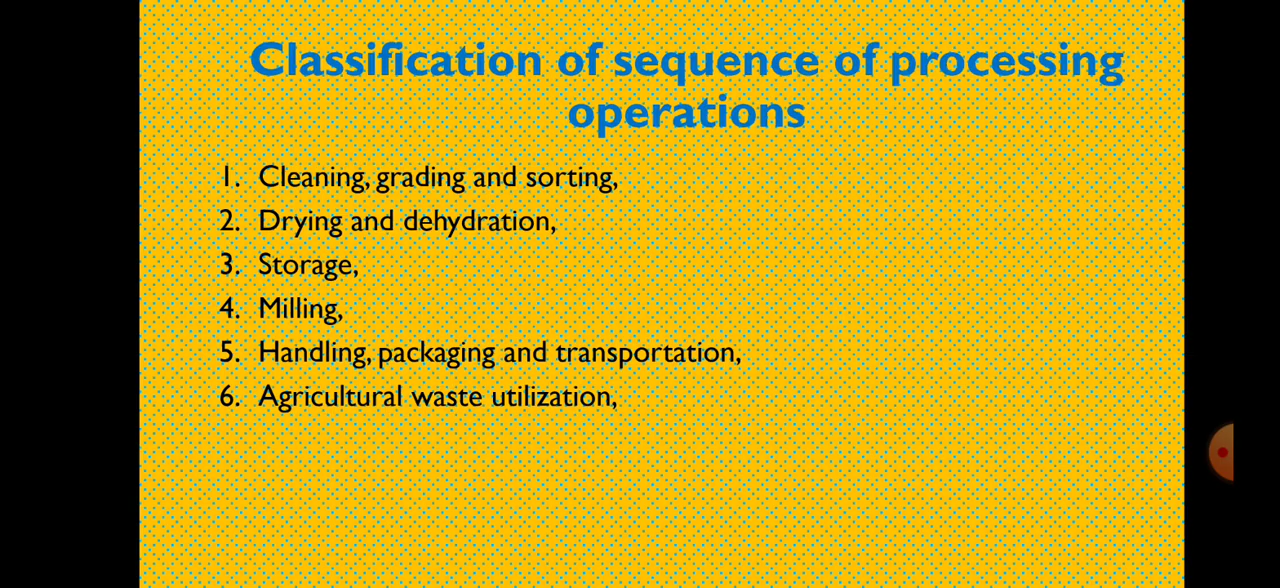 Classification of sequence of processing
operations
1. Cleaning, grading and sorting,
2. Drying and dehydration,
3. Storage,
4. Milling,
5. Handling, packaging and transportation,
6. Agricultural waste utilization,